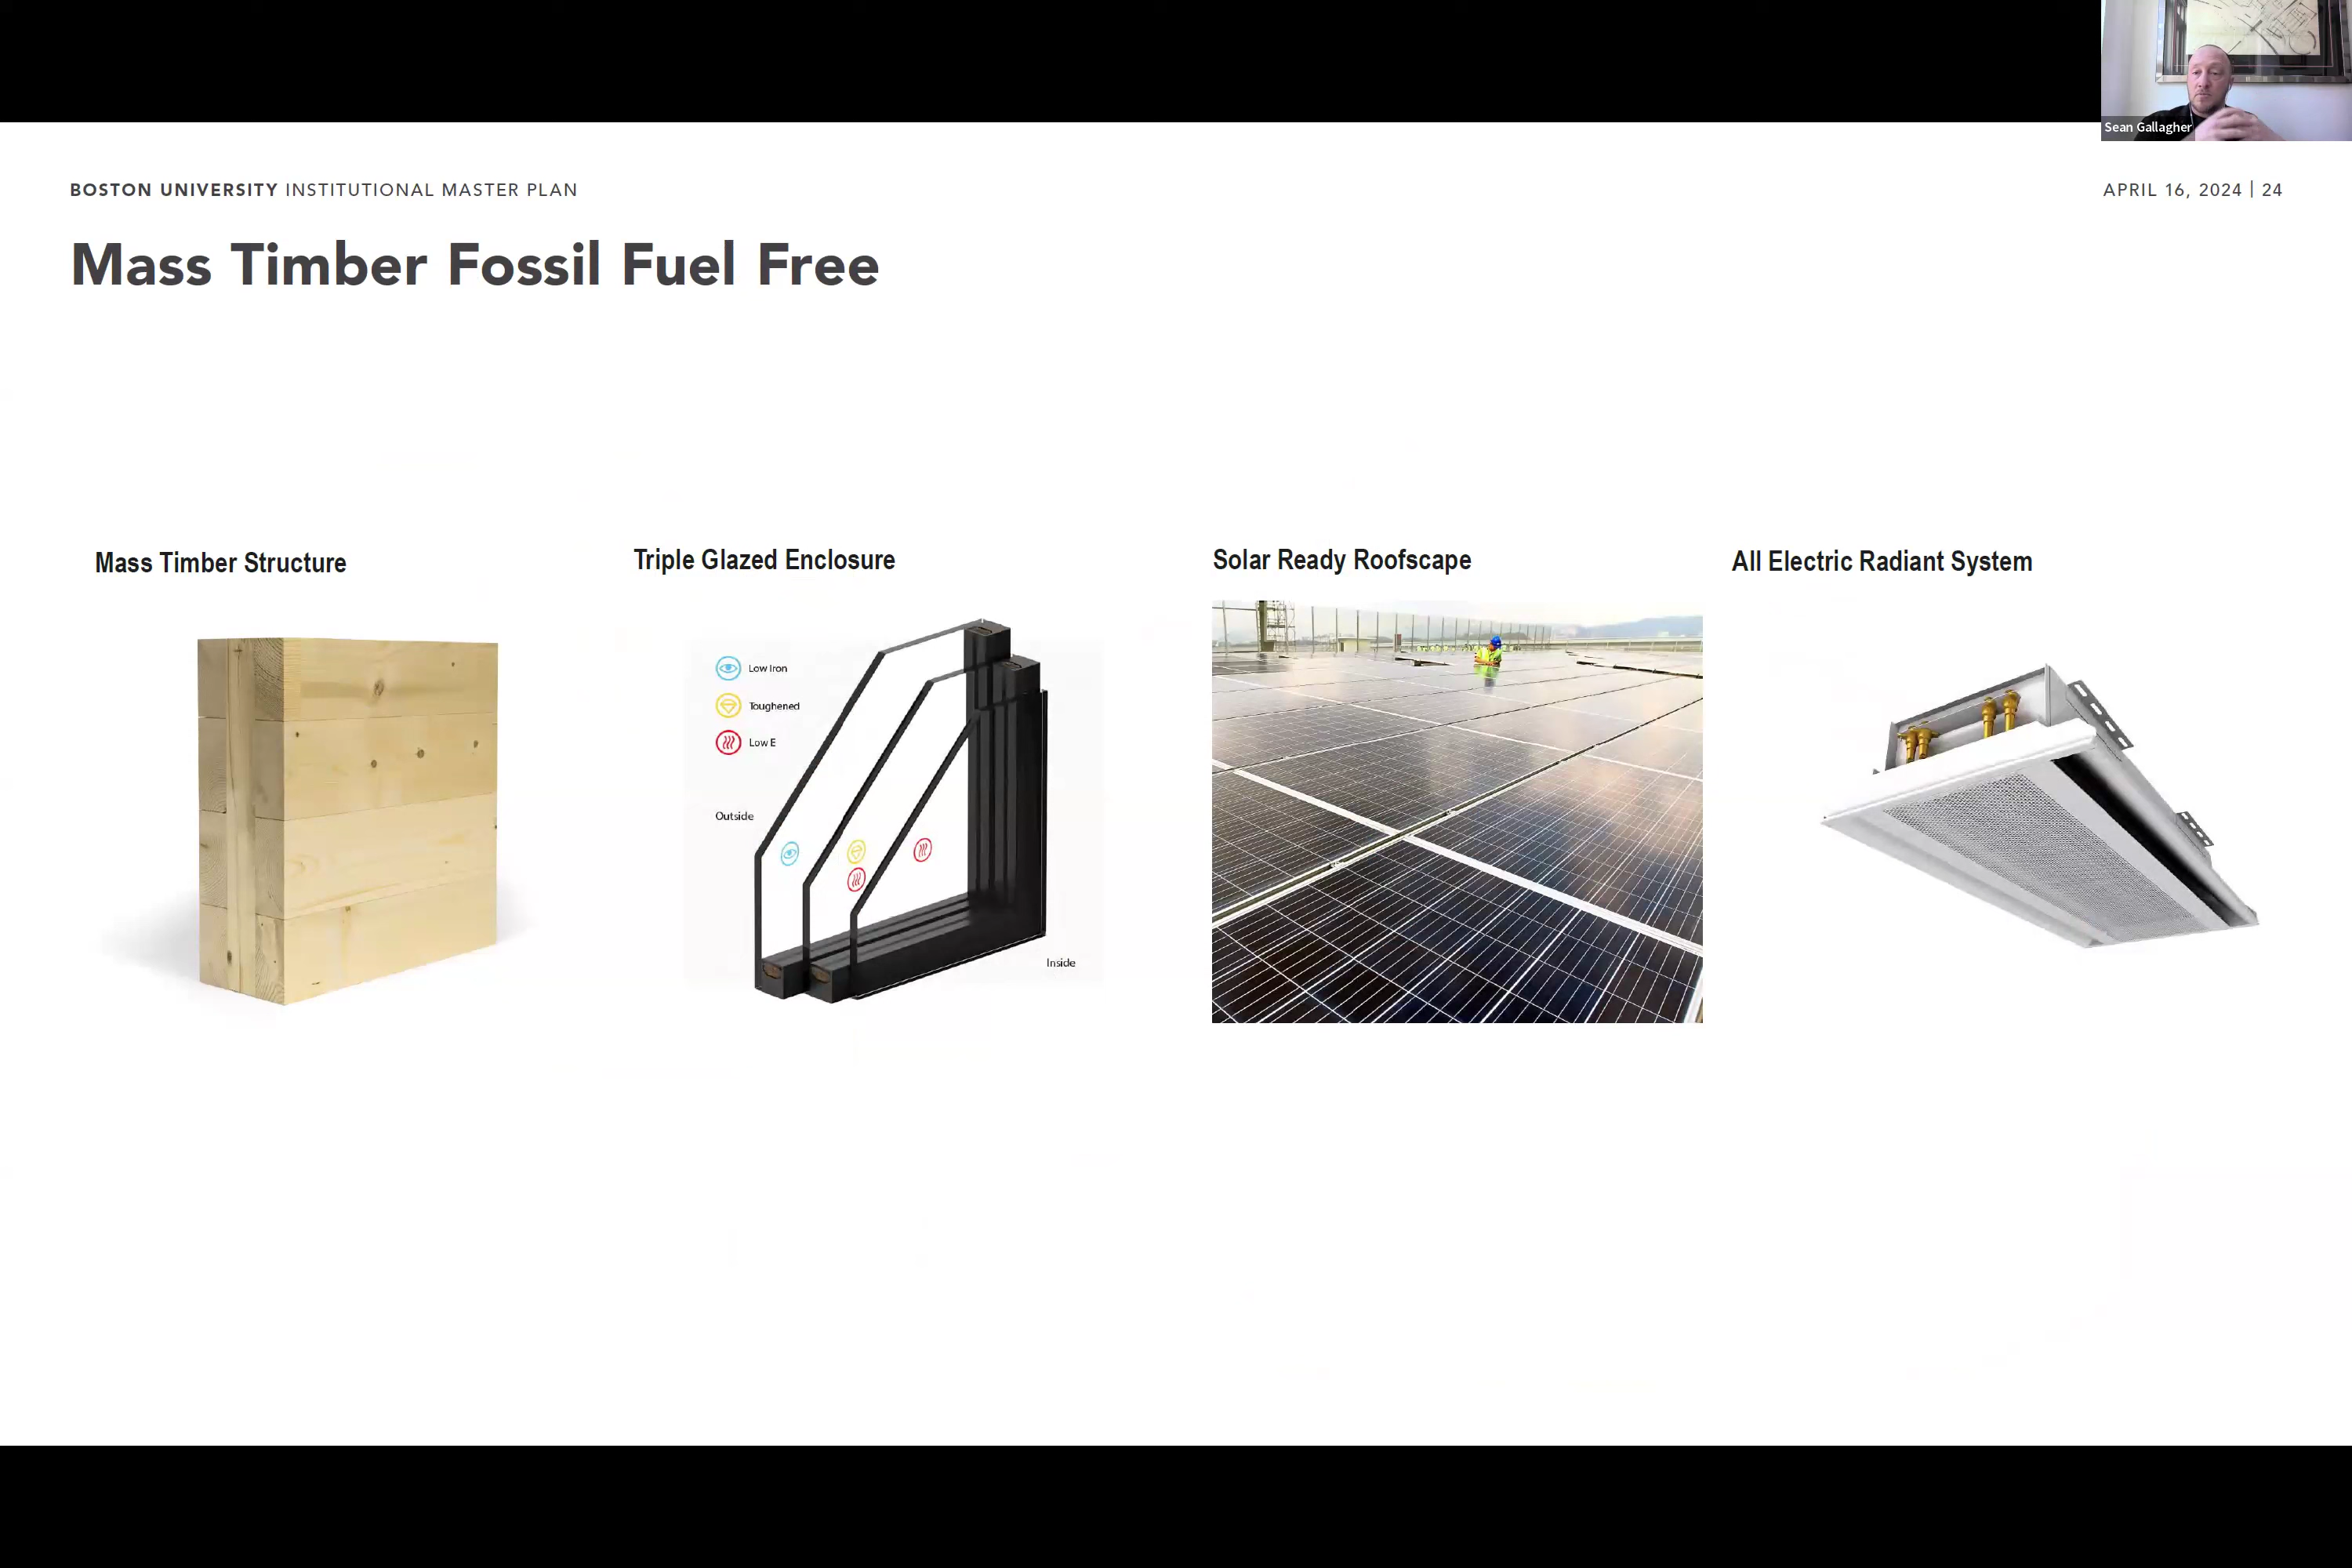 Sean Gallagher
BOSTON UNIVERSITY INSTITUTIONAL MASTER PLAN
APRIL 16, 2024 | 24
Mass Timber Fossil Fuel Free
Mass Timber Structure
Triple Glazed Enclosure
Solar Ready Roofscape
All Electric Radiant System
Low Iron
Toughened
Low E
Outside
Inside